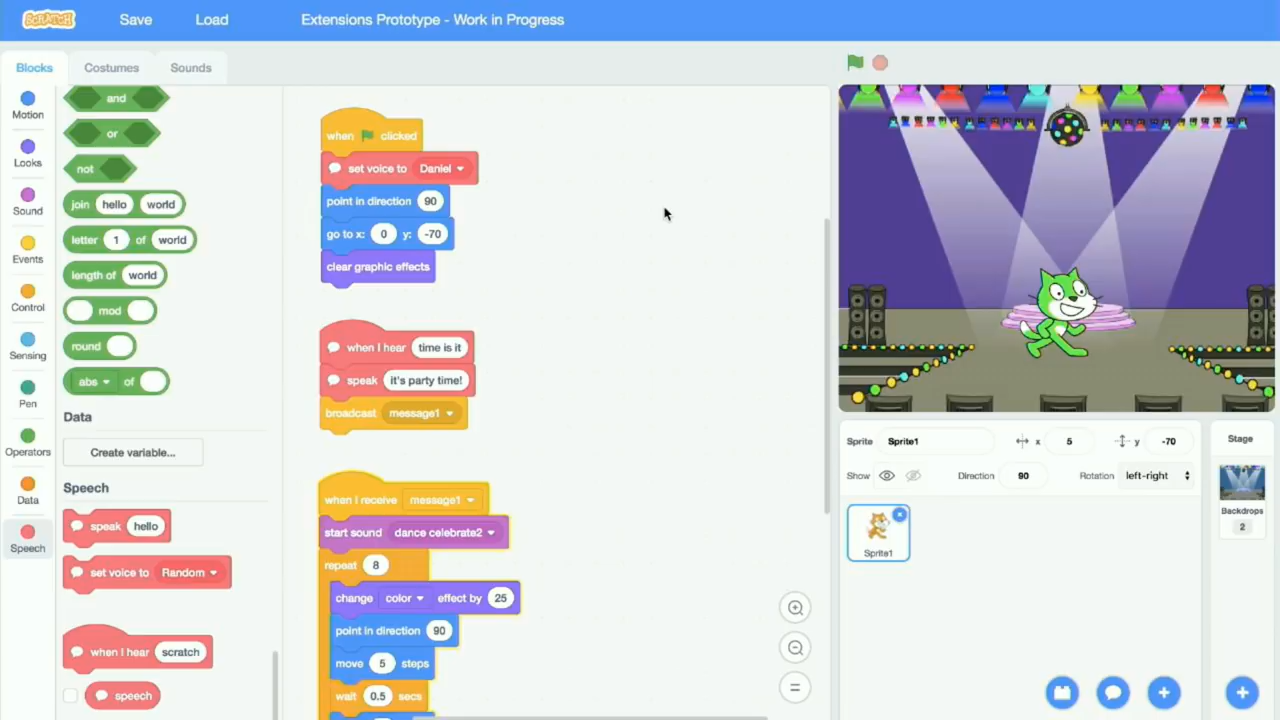 SCRATCH Save Load Extensions Prototype - Work in Progress
Blocks Costumes Sounds
Motion
Looks
Sound
Events
Control
Sensing
Pen
Operators
Data
Speech
and
or
not
join hello world
letter 1 of world
length of world
mod
round
abs of
Data
Create variable...
Speech
speak hello
set voice to Random
when I hear scratch
speech
when clicked
set voice to Daniel
point in direction 90
go to x: 0 y: -70
clear graphic effects
when I hear time is it
speak it's party time!
broadcast message1
when I receive message1
start sound dance celebrate2
repeat 8
change color effect by 25
point in direction 90
move 5 steps
wait 0.5 secs
Sprite Sprite1 x 5 y -70
Show Direction 90 Rotation left-right
Sprite1
Stage
Backdrops
2